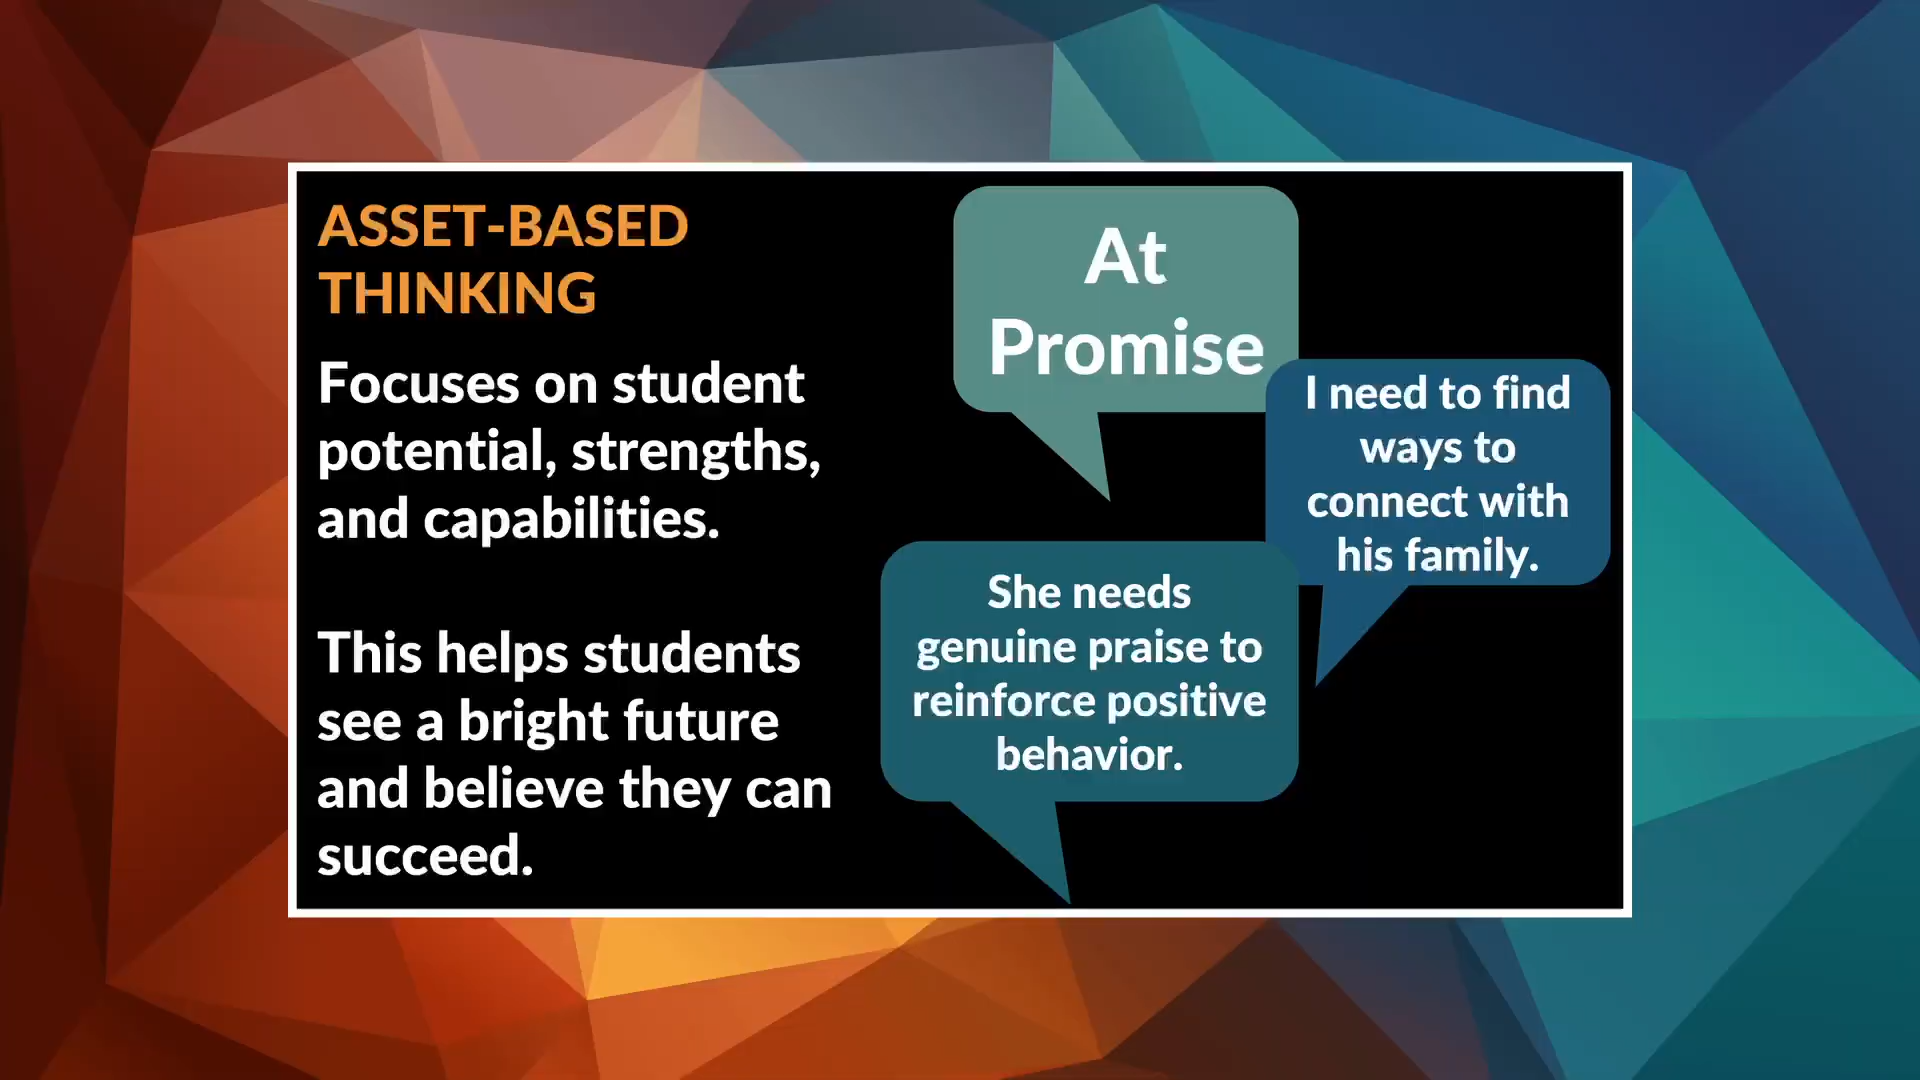 ASSET-BASED
THINKING
Focuses on student
potential, strengths,
and capabilities.
This helps students
see a bright future
and believe they can
succeed.
At
Promise
I need to find
ways to
connect with
his family.
She needs
genuine praise to
reinforce positive
behavior.